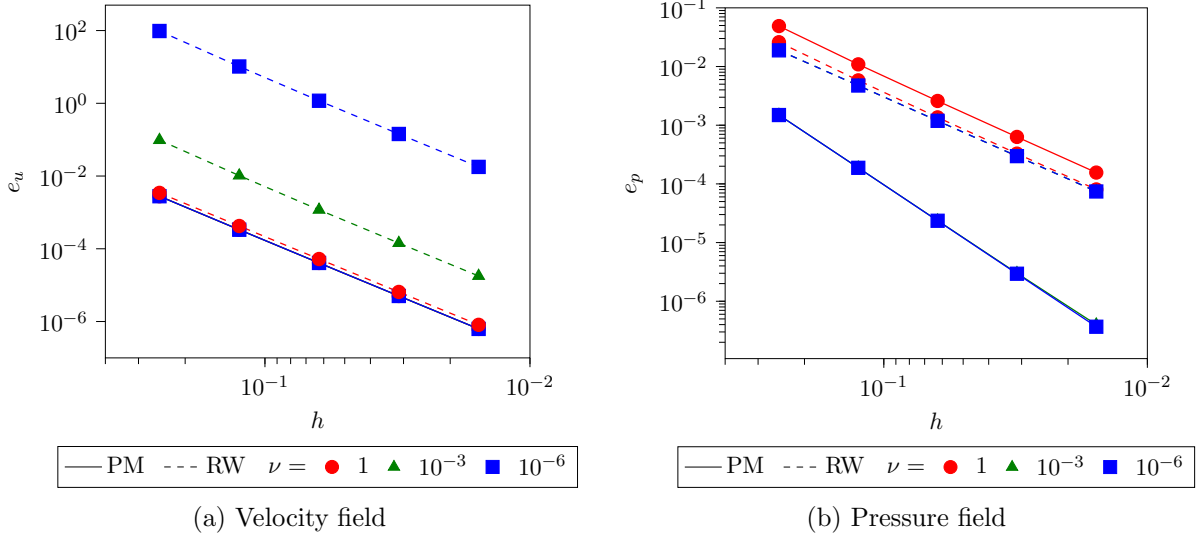 10^2
10^0
10^{-2}
10^{-4}
10^{-6}
e_u
10^{-1}
10^{-2}
h
PM RW ν = 1 10^{-3} 10^{-6}
(a) Velocity field
10^{-1}
10^{-2}
10^{-3}
10^{-4}
10^{-5}
10^{-6}
e_p
10^{-1}
10^{-2}
h
PM RW ν = 1 10^{-3} 10^{-6}
(b) Pressure field